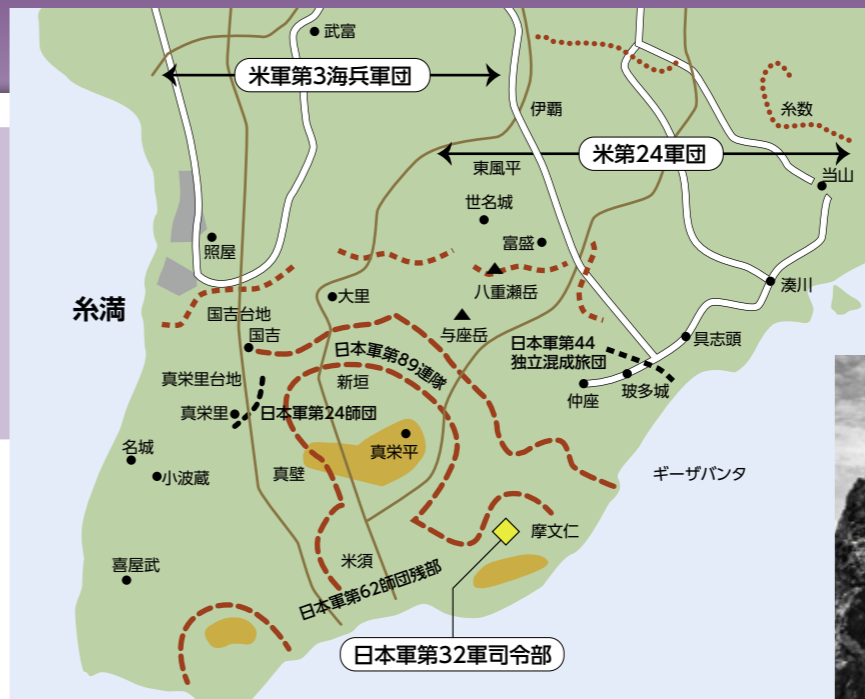 武富
米軍第3海兵軍団
伊覇
糸数
米第24軍団
東風平
当山
世名城
照屋
富盛
八重瀬岳
湊川
糸満
大里
国吉台地
与座岳
国吉
日本軍第44
独立混成旅団
具志頭
日本軍第89連隊
真栄里台地
新垣
玻多城
仲座
真栄里
日本軍第24師団
真栄平
名城
小波蔵
真壁
ギーザバンタ
摩文仁
米須
喜屋武
日本軍第62師団残部
日本軍第32軍司令部